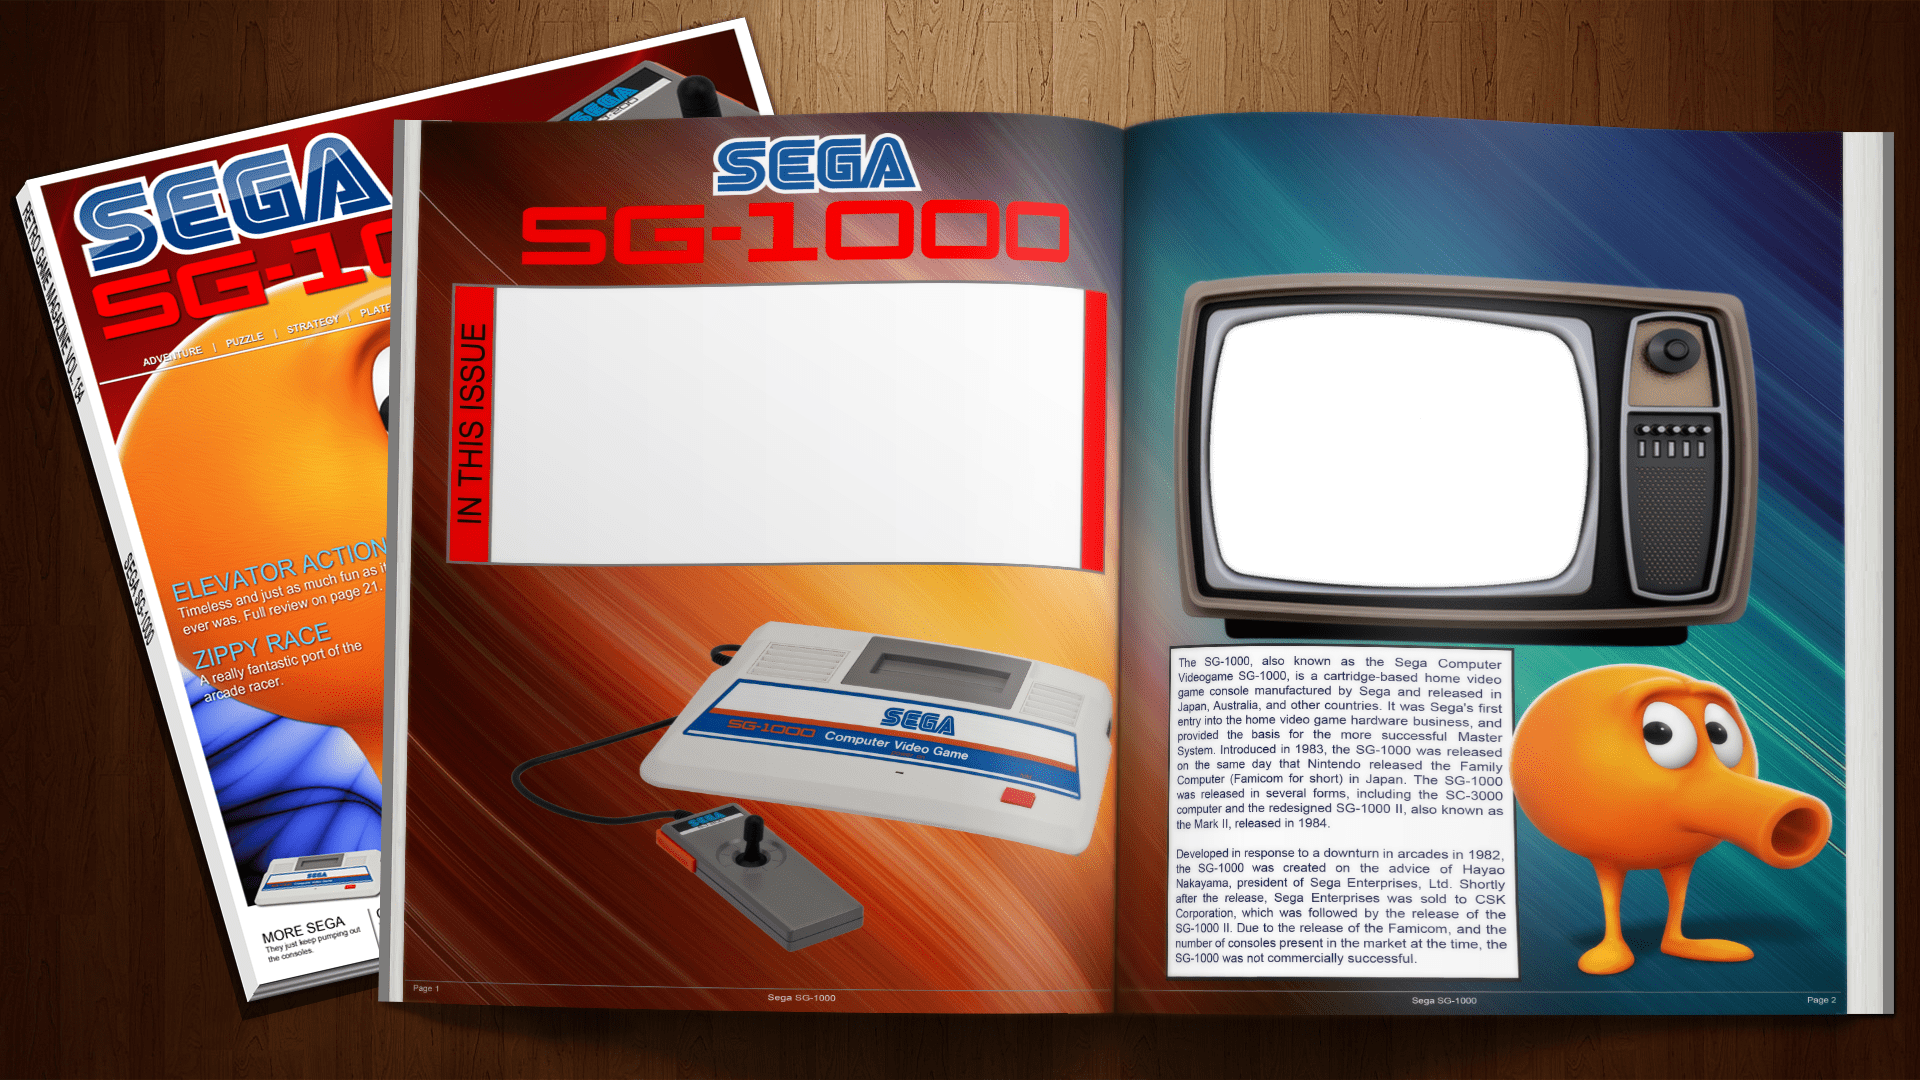 SEGA
SG-200
RETRO GAME MAGAZINE VOL.154
SEGA SG-1000
SEGA
SG-10
ADVENTURE | PUZZLE | STRATEGY | PLATF
ELEVATOR ACTION
Timeless and just as much fun as it
ever was. Full review on page 21.
ZIPPY RACE
A really fantastic port of the
arcade racer.
SEGA
MORE SEGA
They just keep pumping out
the consoles.
SEGA
SG-1000
IN THIS ISSUE
SEGA
SG-1000 Computer Video Game
SEGA
Page 1
Sega SG-1000
The SG-1000, also known as the Sega Computer
Videogame SG-1000, is a cartridge-based home video
game console manufactured by Sega and released in
Japan, Australia, and other countries. It was Sega's first
entry into the home video game hardware business, and
provided the basis for the more successful Master
System. Introduced in 1983, the SG-1000 was released
on the same day that Nintendo released the Family
Computer (Famicom for short) in Japan. The SG-1000
was released in several forms, including the SC-3000
computer and the redesigned SG-1000 II, also known as
the Mark II, released in 1984.
Developed in response to a downturn in arcades in 1982,
the SG-1000 was created on the advice of Hayao
Nakayama, president of Sega Enterprises, Ltd. Shortly
after the release, Sega Enterprises was sold to CSK
Corporation, which was followed by the release of the
SG-1000 II. Due to the release of the Famicom, and the
number of consoles present in the market at the time, the
SG-1000 was not commercially successful.
Sega SG-1000
Page 2